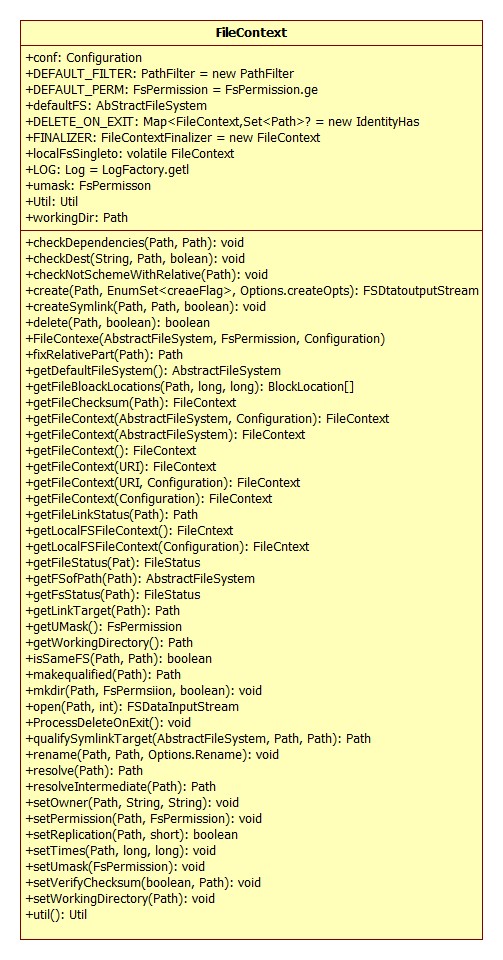 FileContext
+conf: Configuration
+DEFAULT_FILTER: PathFilter = new PathFilter
+DEFAULT_PERM: FsPermission = FsPermission.ge
+defaultFS: AbStractFileSystem
+DELETE_ON_EXIT: Map<FileContext,Set<Path>? = new IdentityHas
+FINALIZER: FileContextFinalizer = new FileContext
+localFsSingleto: volatile FileContext
+LOG: Log = LogFactory.getl
+umask: FsPermisson
+Util: Util
+workingDir: Path
+checkDependencies(Path, Path): void
+checkDest(String, Path, bolean): void
+checkNotSchemeWithRelative(Path): void
+create(Path, EnumSet<creaeFlag>, Options.createOpts): FSDtatoutputStream
+createSymlink(Path, Path, boolean): void
+delete(Path, boolean): boolean
+FileContexe(AbstractFileSystem, FsPermission, Configuration)
+fixRelativePart(Path): Path
+getDefaultFileSystem(): AbstractFileSystem
+getFileBloackLocations(Path, long, long): BlockLocation[]
+getFileChecksum(Path): FileContext
+getFileContext(AbstractFileSystem, Configuration): FileContext
+getFileContext(AbstractFileSystem): FileContext
+getFileContext(): FileContext
+getFileContext(URI): FileContext
+getFileContext(URI, Configuration): FileContext
+getFileContext(Configuration): FileContext
+getFileLinkStatus(Path): Path
+getLocalFSFileContext(): FileCntext
+getLocalFSFileContext(Configuration): FileCntext
+getFileStatus(Pat): FileStatus
+getFSofPath(Path): AbstractFileSystem
+getFsStatus(Path): FileStatus
+getLinkTarget(Path): Path
+getUMask(): FsPermission
+getWorkingDirectory(): Path
+isSameFS(Path, Path): boolean
+makequalified(Path): Path
+mkdir(Path, FsPermsiion, boolean): void
+open(Path, int): FSDataInputStream
+ProcessDeleteOnExit(): void
+qualifySymlinkTarget(AbstractFileSystem, Path, Path): Path
+rename(Path, Path, Options.Rename): void
+resolve(Path): Path
+resolveIntermediate(Path): Path
+setOwner(Path, String, String): void
+setPermission(Path, FsPermission): void
+setReplication(Path, short): boolean
+setTimes(Path, long, long): void
+setUmask(FsPermission): void
+setVerifyChecksum(boolean, Path): void
+setWorkingDirectory(Path): void
+util(): Util